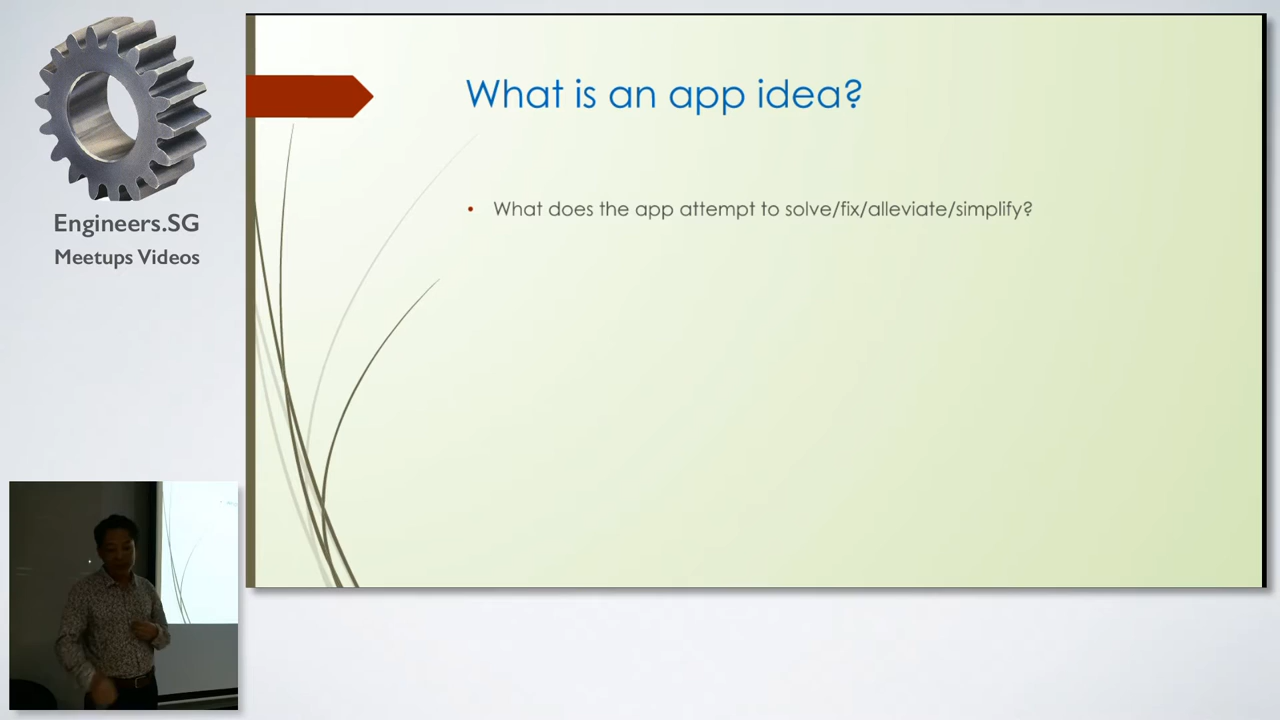 Engineers.SG
Meetups Videos
What is an app idea?
• What does the app attempt to solve/fix/alleviate/simplify?